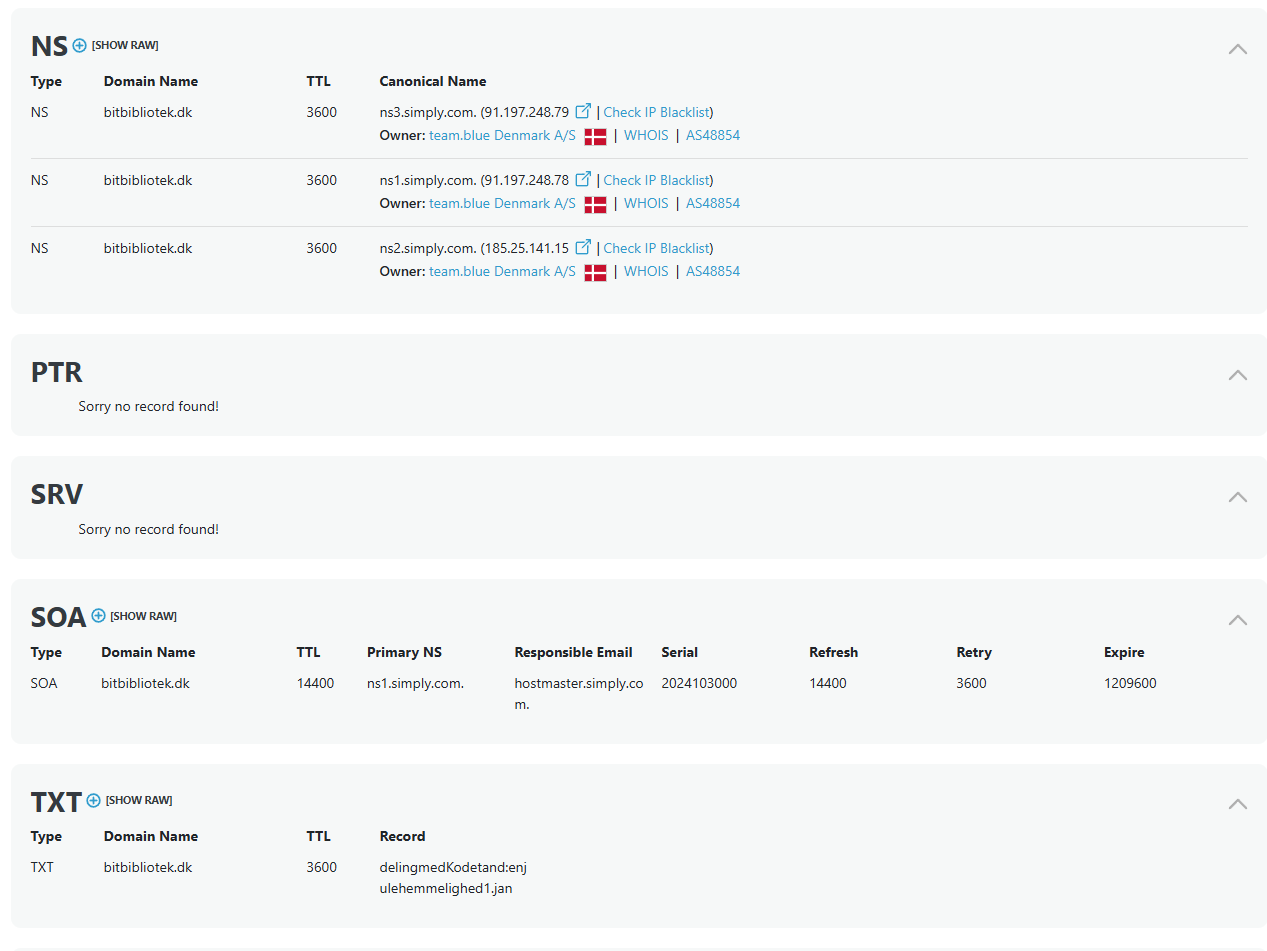 NS [SHOW RAW]
Type Domain Name TTL Canonical Name
NS bitbibliotek.dk 3600 ns3.simply.com. (91.197.248.79 | Check IP Blacklist)
Owner: team.blue Denmark A/S | WHOIS | AS48854
NS bitbibliotek.dk 3600 ns1.simply.com. (91.197.248.78 | Check IP Blacklist)
Owner: team.blue Denmark A/S | WHOIS | AS48854
NS bitbibliotek.dk 3600 ns2.simply.com. (185.25.141.15 | Check IP Blacklist)
Owner: team.blue Denmark A/S | WHOIS | AS48854
PTR
Sorry no record found!
SRV
Sorry no record found!
SOA [SHOW RAW]
Type Domain Name TTL Primary NS Responsible Email Serial Refresh Retry Expire
SOA bitbibliotek.dk 14400 ns1.simply.com. hostmaster.simply.co 2024103000 14400 3600 1209600
m.
TXT [SHOW RAW]
Type Domain Name TTL Record
TXT bitbibliotek.dk 3600 delingmedKodetand:enj
ulehemmelighed1.jan